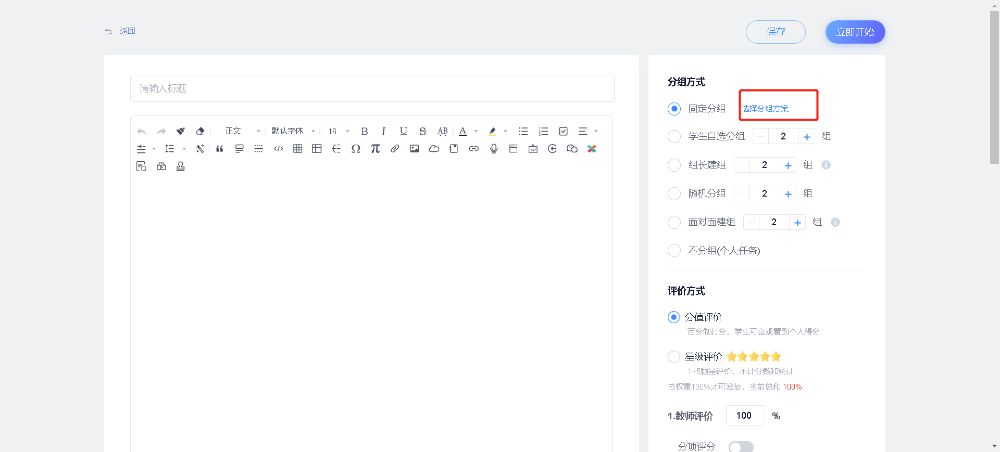 返回
保存
立即开始
请输入标题
正文 默认字体 16 B I U S AB A
分组方式
固定分组 选择分组方案
学生自选分组 2 + 组
组长建组 2 + 组
随机分组 2 + 组
面对面建组 2 + 组
不分组(个人任务)
评价方式
分值评价
百分制打分，学生可直观看到个人得分
星级评价
1~5颗星评价，不计分数和统计
总权重100%才可发放，当前总和 100%
1.教师评价 100 %
分项评分